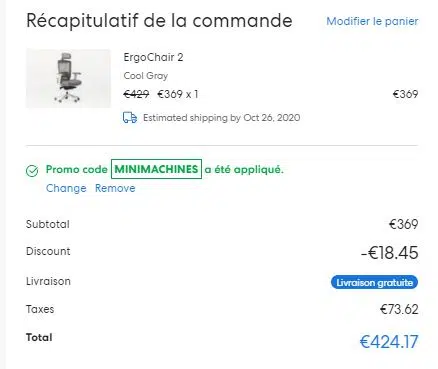 Récapitulatif de la commande Modifier le panier
ErgoChair 2
Cool Gray
€429 €369 x 1 €369
Estimated shipping by Oct 26, 2020
Promo code MINIMACHINES a été appliqué.
Change Remove
Subtotal €369
Discount -€18.45
Livraison Livraison gratuite
Taxes €73.62
Total €424.17